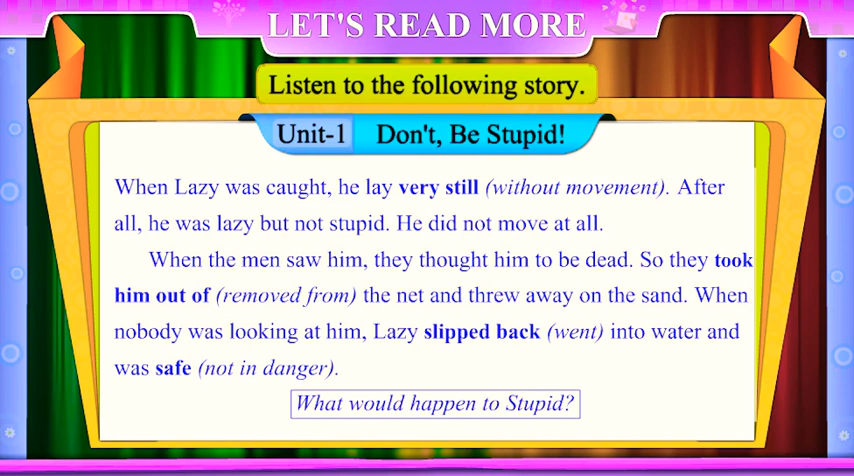 LET'S READ MORE
Listen to the following story.
Unit-1 Don't, Be Stupid!
When Lazy was caught, he lay very still (without movement). After
all, he was lazy but not stupid. He did not move at all.
When the men saw him, they thought him to be dead. So they took
him out of (removed from) the net and threw away on the sand. When
nobody was looking at him, Lazy slipped back (went) into water and
was safe (not in danger).
What would happen to Stupid?